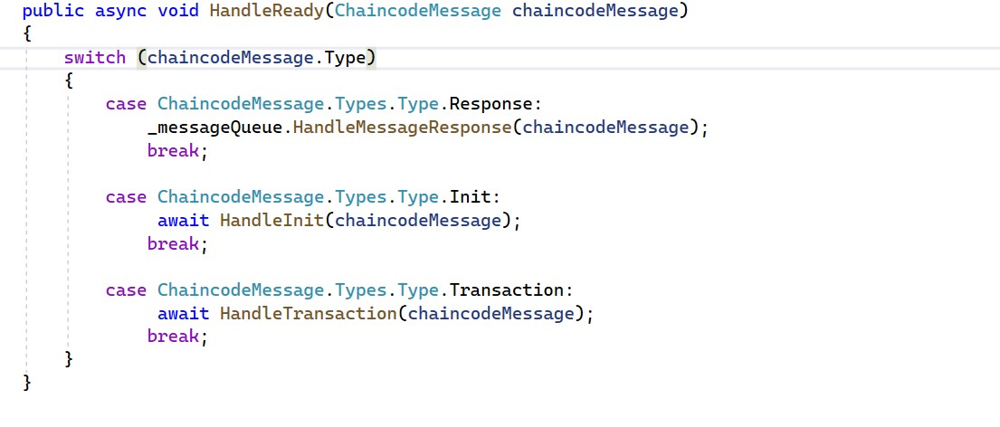 public async void HandleReady(ChaincodeMessage chaincodeMessage)
{
switch (chaincodeMessage.Type)
{
case ChaincodeMessage.Types.Type.Response:
_messageQueue.HandleMessageResponse(chaincodeMessage);
break;
case ChaincodeMessage.Types.Type.Init:
await HandleInit(chaincodeMessage);
break;
case ChaincodeMessage.Types.Type.Transaction:
await HandleTransaction(chaincodeMessage);
break;
}
}